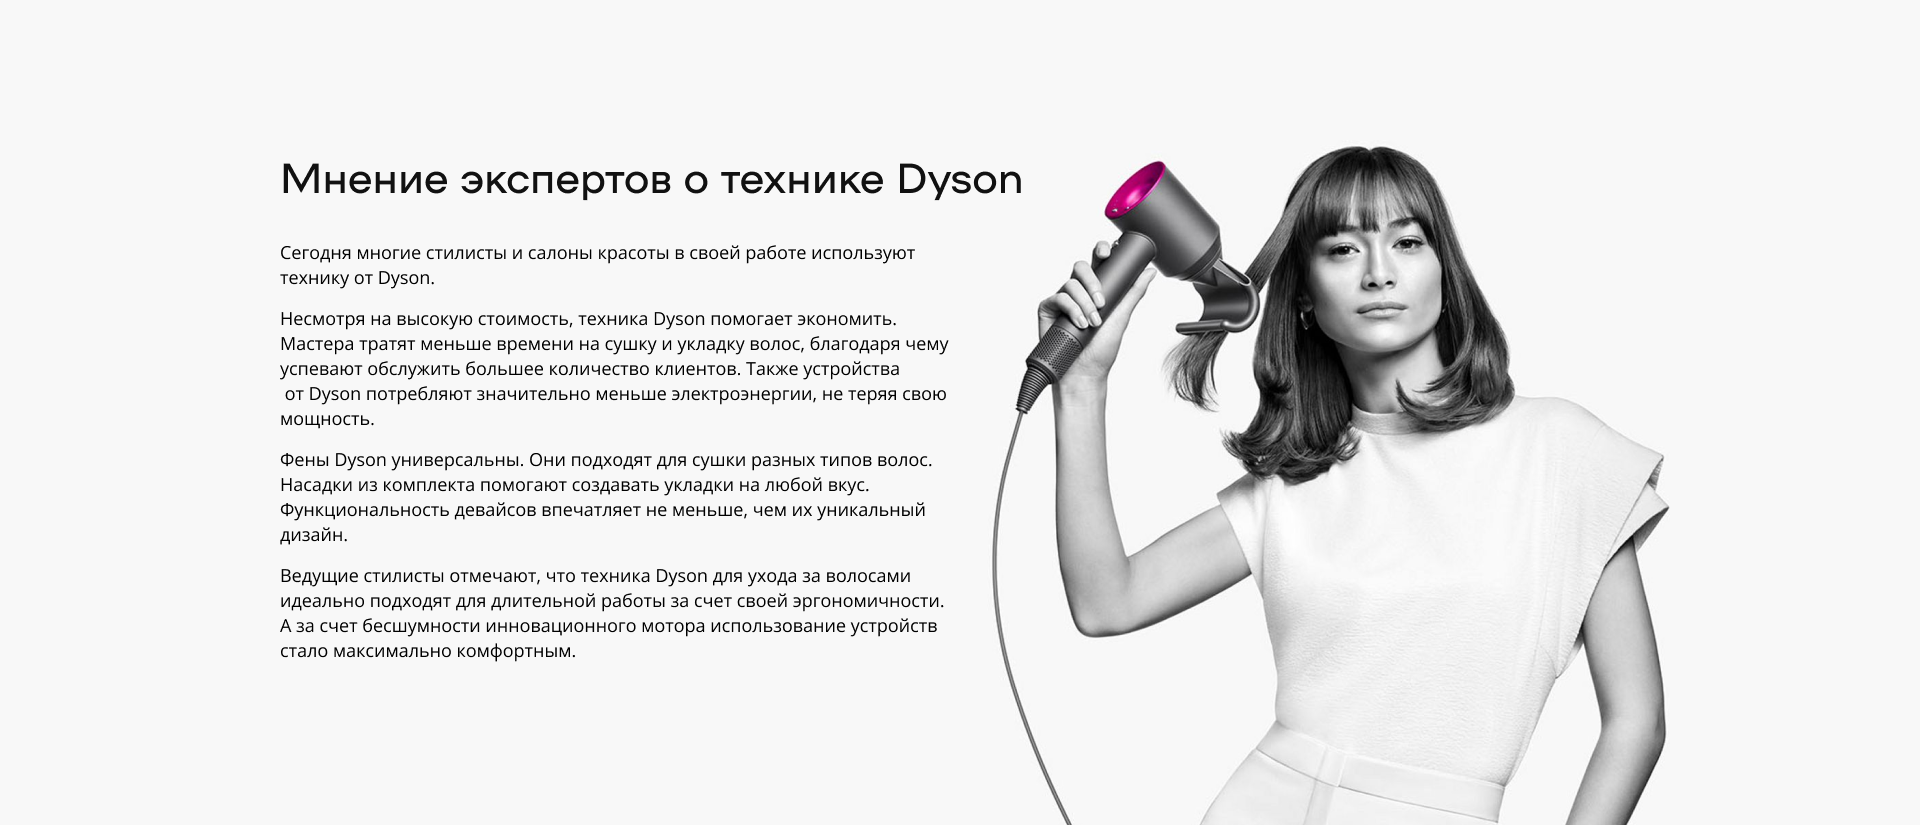 Мнение экспертов о технике Dyson
Сегодня многие стилисты и салоны красоты в своей работе используют
технику от Dyson.
Несмотря на высокую стоимость, техника Dyson помогает экономить.
Мастера тратят меньше времени на сушку и укладку волос, благодаря чему
успевают обслужить большее количество клиентов. Также устройства
от Dyson потребляют значительно меньше электроэнергии, не теряя свою
мощность.
Фены Dyson универсальны. Они подходят для сушки разных типов волос.
Насадки из комплекта помогают создавать укладки на любой вкус.
Функциональность девайсов впечатляет не меньше, чем их уникальный
дизайн.
Ведущие стилисты отмечают, что техника Dyson для ухода за волосами
идеально подходят для длительной работы за счет своей эргономичности.
А за счет бесшумности инновационного мотора использование устройств
стало максимально комфортным.